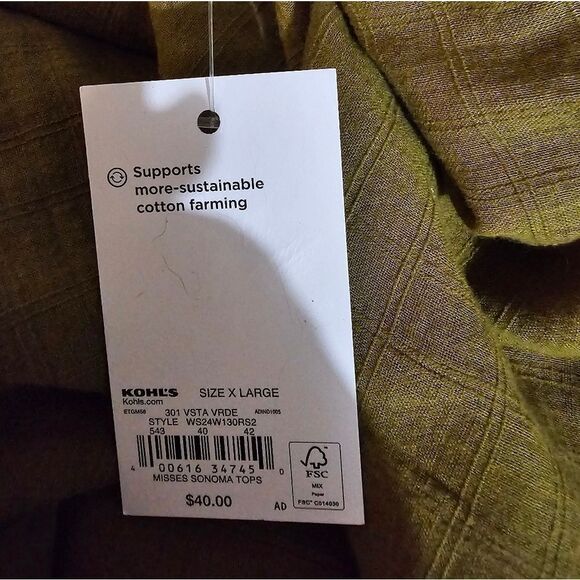 Supports
more-sustainable
cotton farming
KOHL'S SIZE X LARGE
Kohls.com
ETGM58 301 VSTA VRDE ADIND1005
STYLE WS24W130RS2
543 40 42
4 00616 34745 0
MISSES SONOMA TOPS
$40.00
AD
FSC
MIX
Paper
FSC® C014030